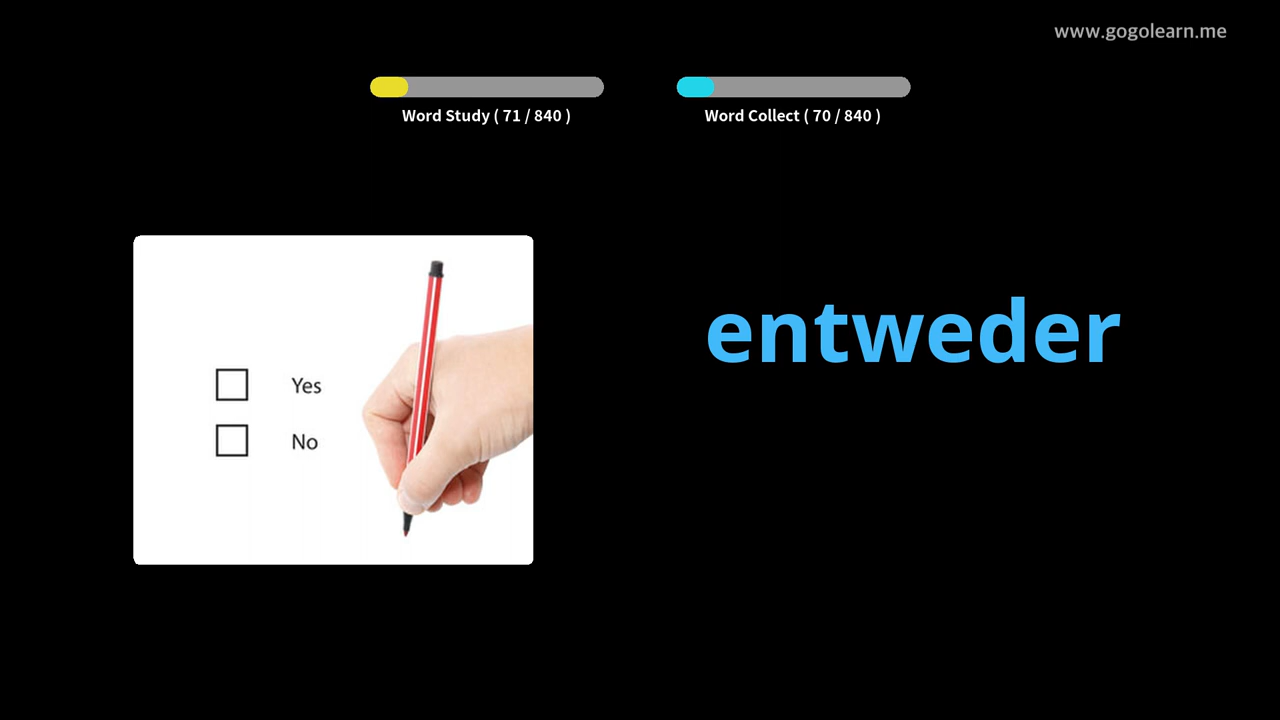 www.gogolearn.me
Word Study ( 71 / 840 )
Word Collect ( 70 / 840 )
entweder
Yes
No